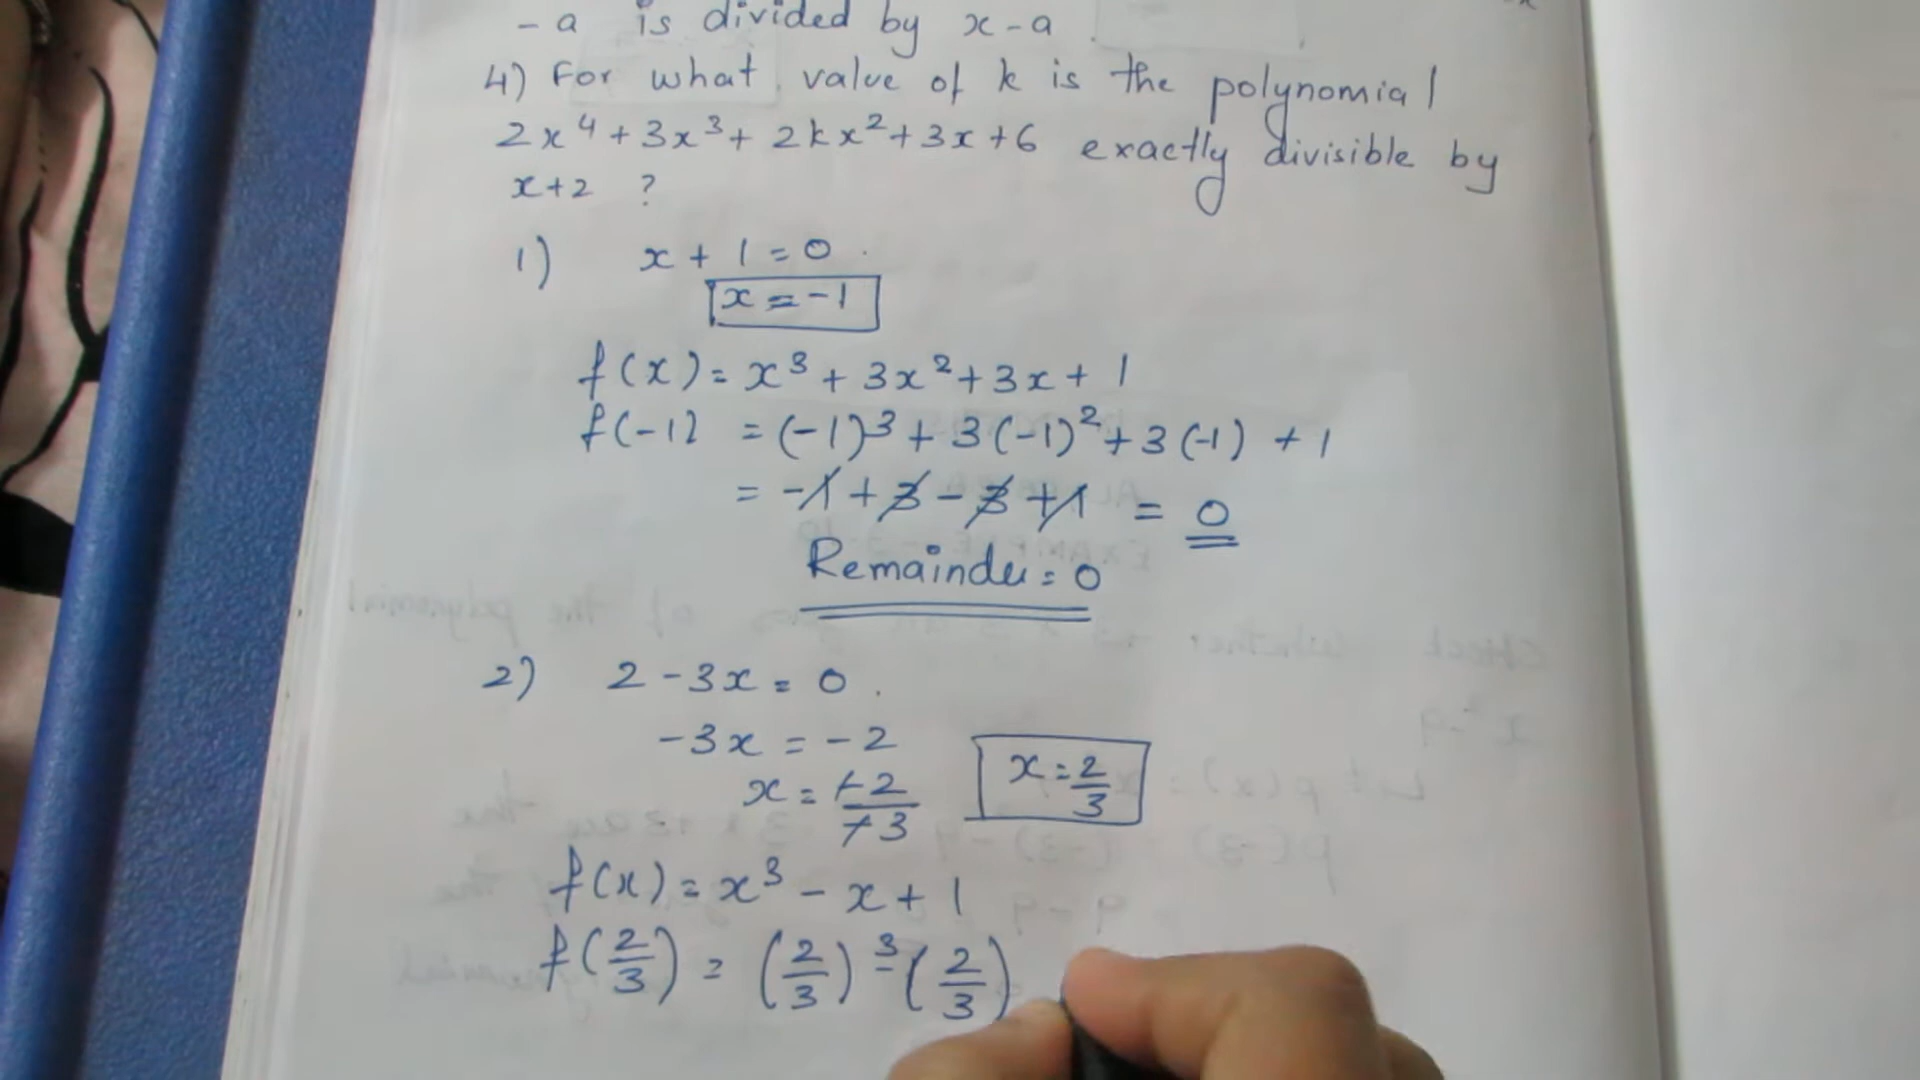 - a is divided by x - a
4) For what value of k is the polynomial
2x⁴ + 3x³ + 2kx² + 3x + 6 exactly divisible by
x + 2 ?
1) x + 1 = 0
x = -1
f(x) = x³ + 3x² + 3x + 1
f(-1) = (-1)³ + 3(-1)² + 3(-1) + 1
= -1 + 3 - 3 + 1 = 0
Remainder = 0
2) 2 - 3x = 0
-3x = -2
x = -2/-3 x = 2/3
f(x) = x³ - x + 1
f(2/3) = (2/3)³ - (2/3)